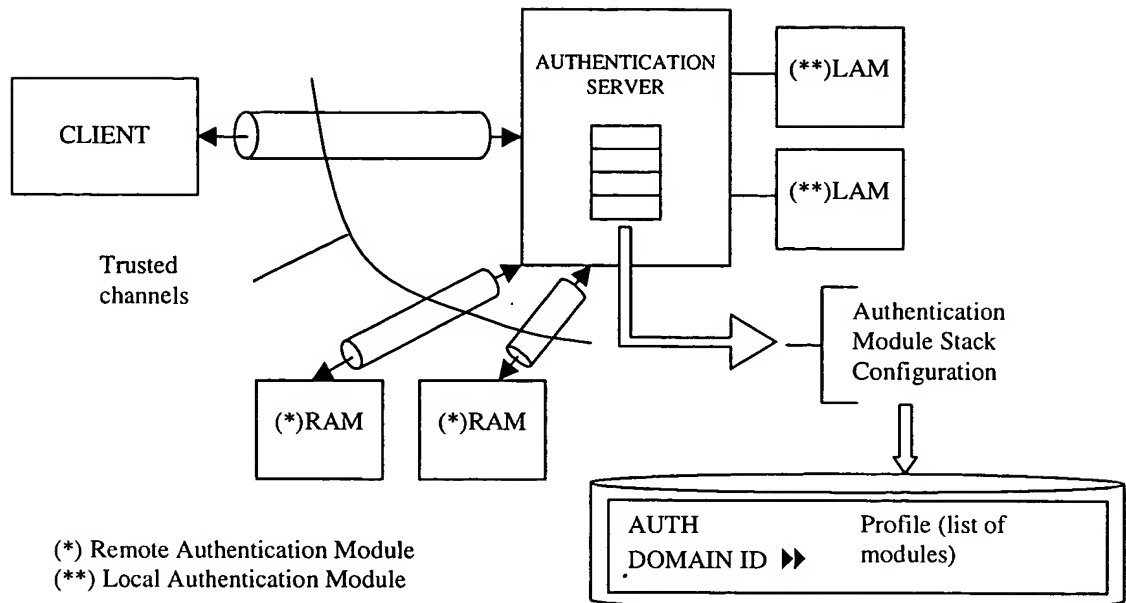 CLIENT
AUTHENTICATION
SERVER
(**)LAM
(**)LAM
Trusted
channels
Authentication
Module Stack
Configuration
(*)RAM
(*)RAM
AUTH
DOMAIN ID
Profile (list of
modules)
(*) Remote Authentication Module
(**) Local Authentication Module